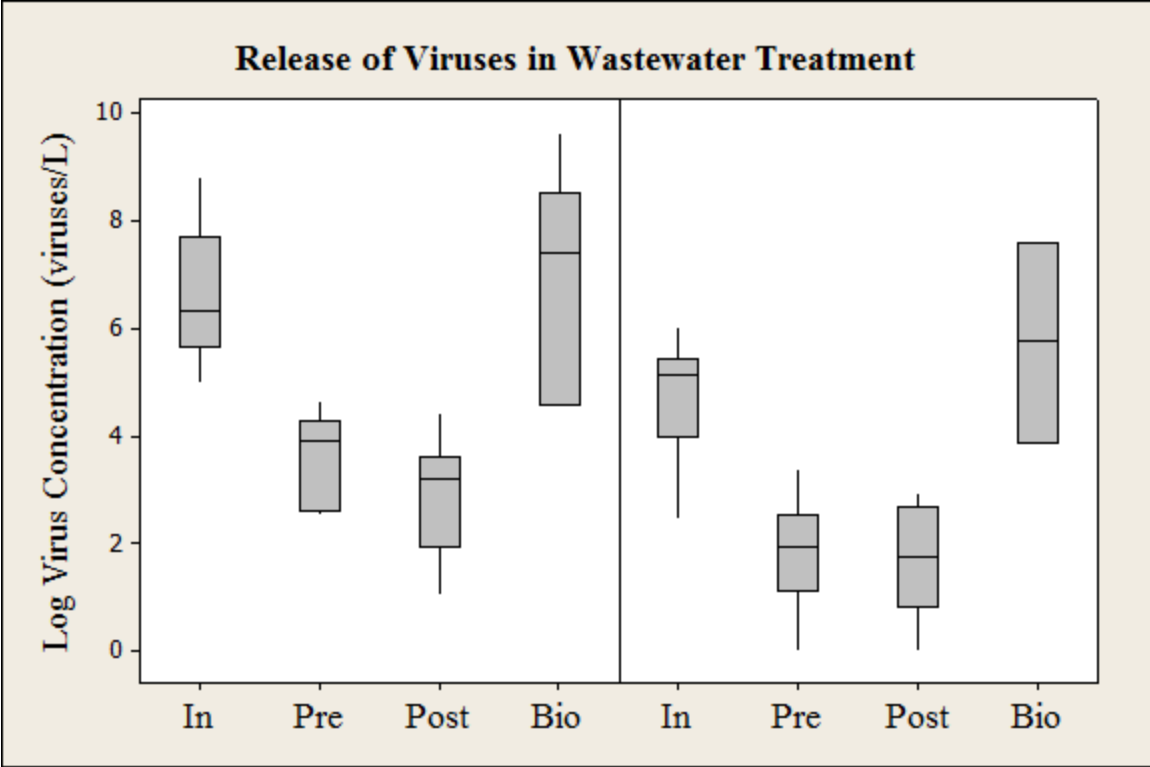 Release of Viruses in Wastewater Treatment
Log Virus Concentration (viruses/L)
10
8
6
4
2
0
In Pre Post Bio In Pre Post Bio